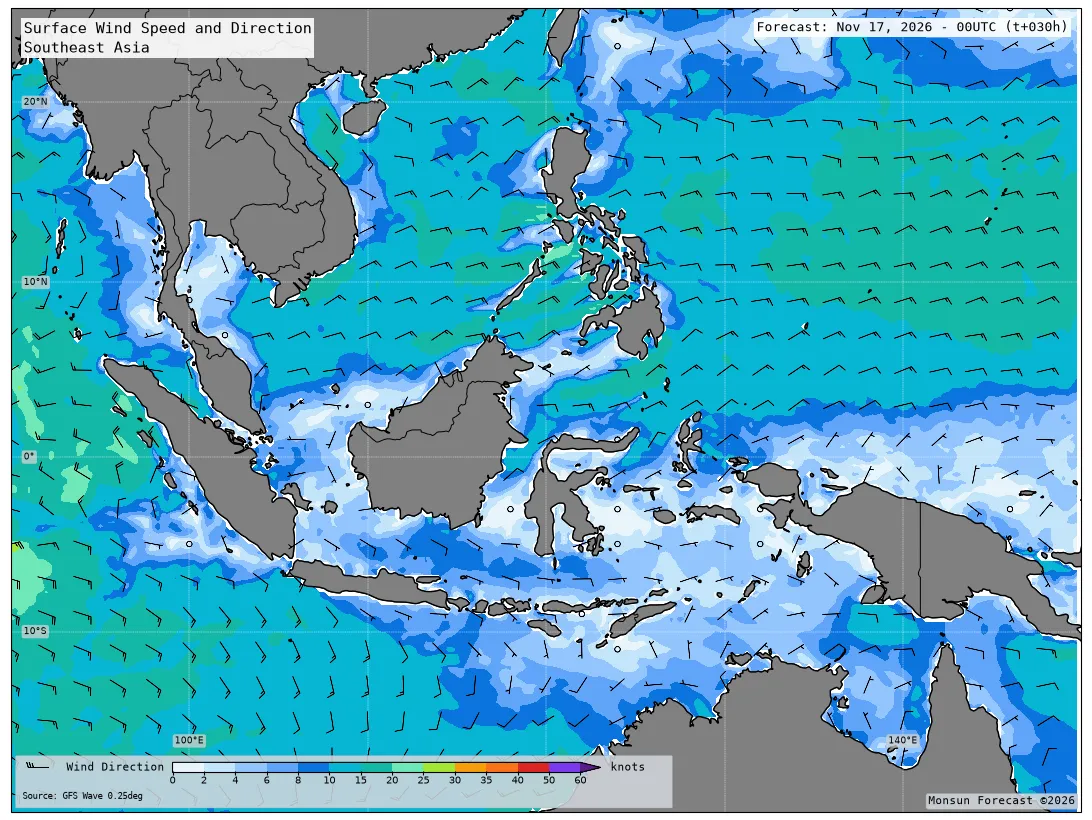 Surface Wind Speed and Direction
Southeast Asia
Forecast: Nov 17, 2026 - 00UTC (t+030h)
20°N
10°N
0°
10°S
100°E
140°E
Wind Direction
0 2 4 6 8 10 15 20 25 30 35 40 50 60
knots
Source: GFS Wave 0.25deg
Monsun Forecast ©2026